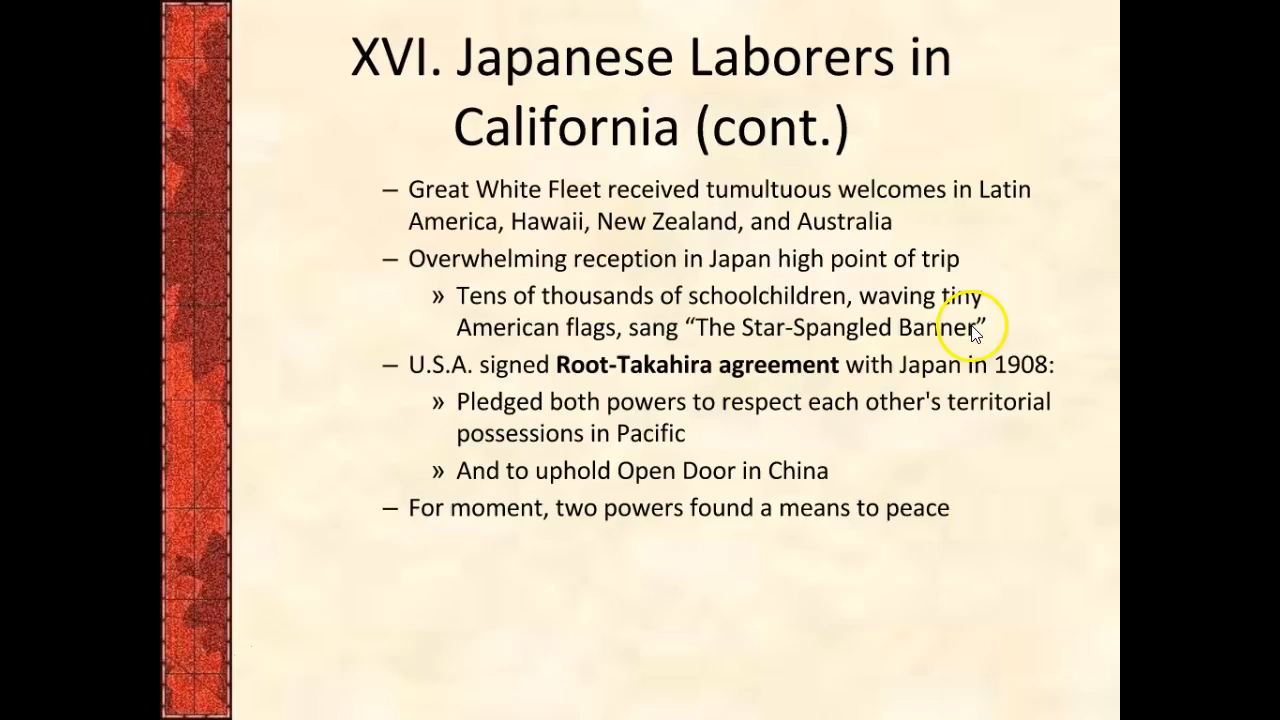 XVI. Japanese Laborers in
California (cont.)
– Great White Fleet received tumultuous welcomes in Latin
America, Hawaii, New Zealand, and Australia
– Overwhelming reception in Japan high point of trip
» Tens of thousands of schoolchildren, waving tiny
American flags, sang “The Star-Spangled Banner”
– U.S.A. signed Root-Takahira agreement with Japan in 1908:
» Pledged both powers to respect each other's territorial
possessions in Pacific
» And to uphold Open Door in China
– For moment, two powers found a means to peace